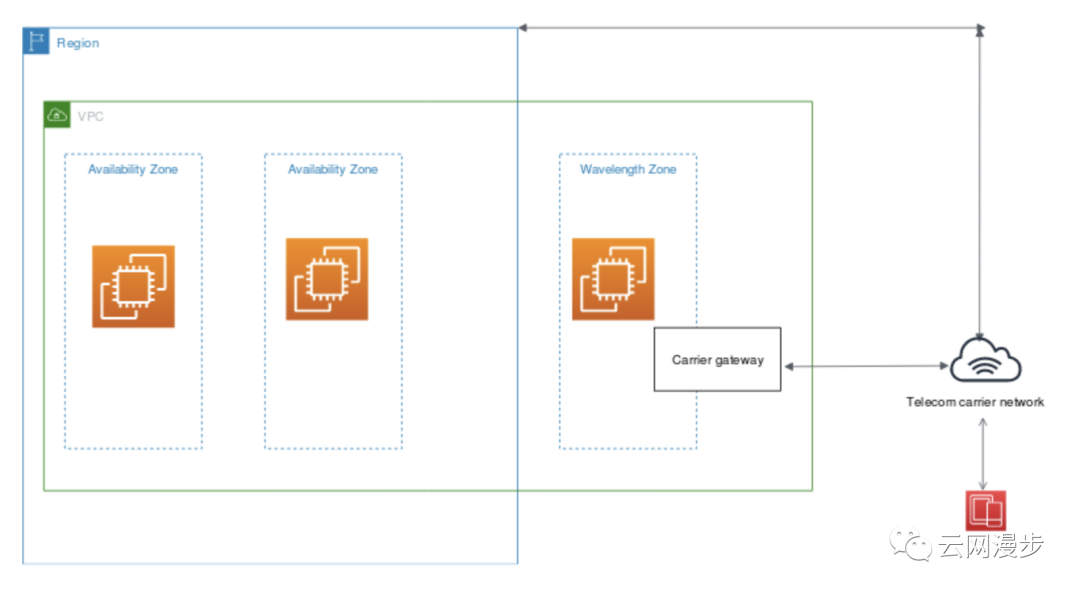 Region
VPC
Availability Zone
Availability Zone
Wavelength Zone
Carrier gateway
Telecom carrier network
云网漫步